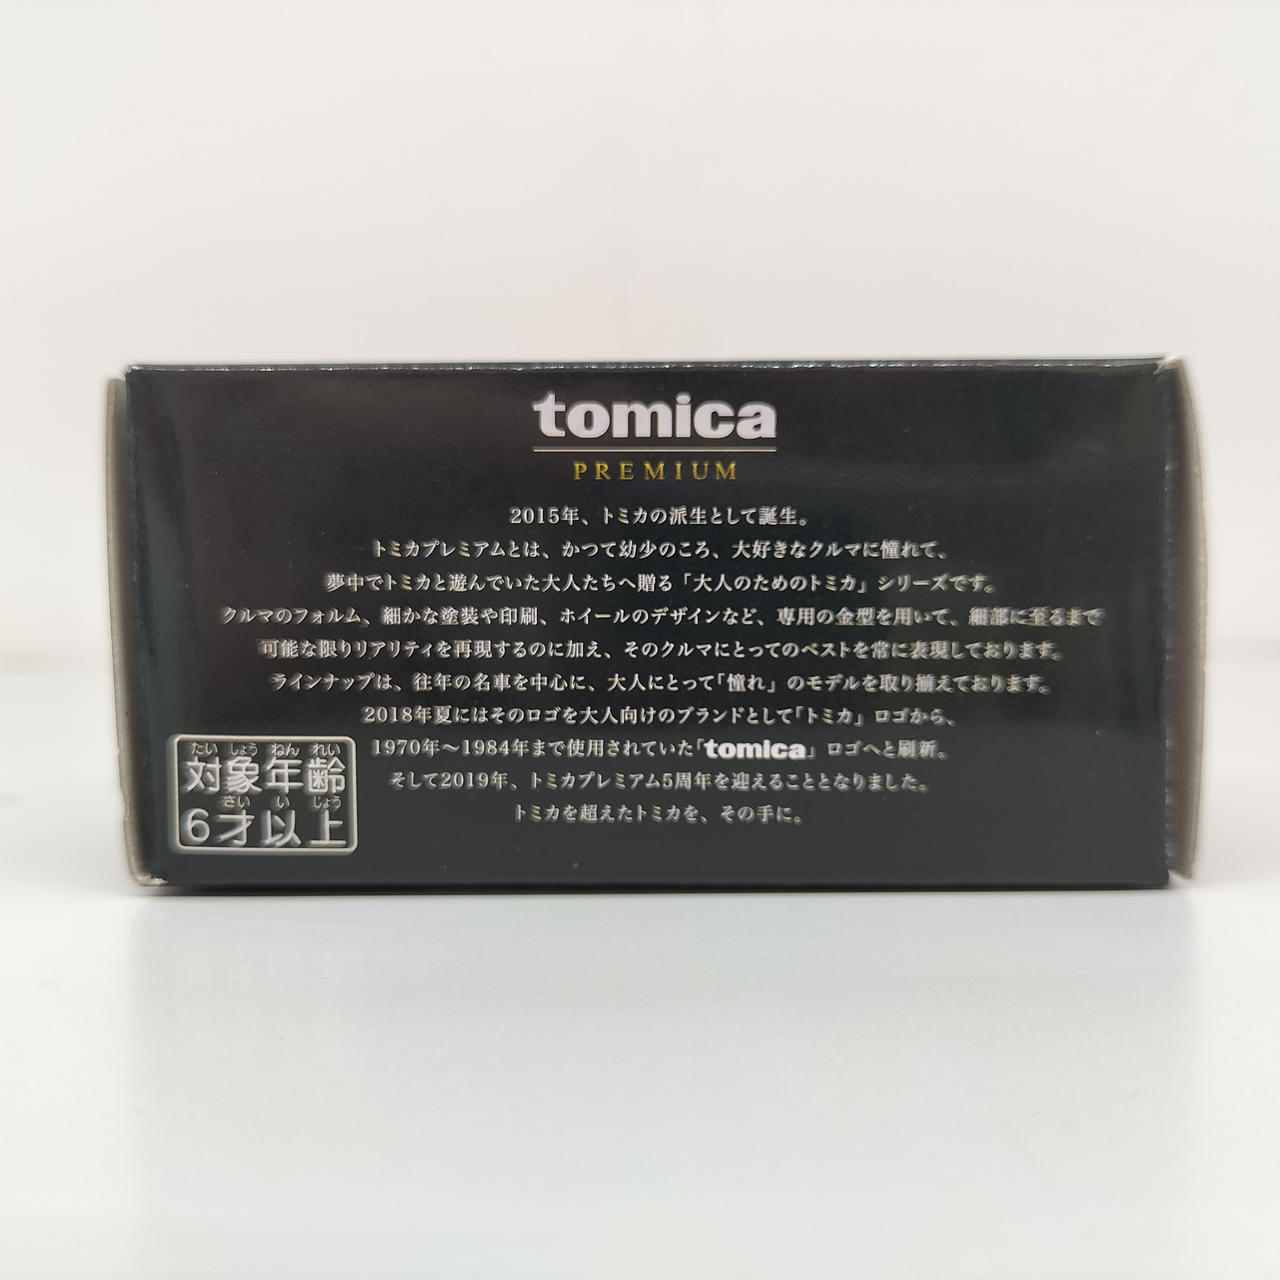 tomica
PREMIUM
2015年、トミカの派生として誕生。
トミカプレミアムとは、かつて幼少のころ、大好きなクルマに憧れて、
夢中でトミカと遊んでいた大人たちへ贈る「大人のためのトミカ」シリーズです。
クルマのフォルム、細かな塗装や印刷、ホイールのデザインなど、専用の金型を用いて、細部に至るまで
可能な限りリアリティを再現するのに加え、そのクルマにとってのベストを常に表現しております。
ラインナップは、往年の名車を中心に、大人にとって「憧れ」のモデルを取り揃えております。
2018年夏にはそのロゴを大人向けのブランドとして「トミカ」ロゴから、
1970年～1984年まで使用されていた「tomica」ロゴへと刷新。
そして2019年、トミカプレミアム5周年を迎えることとなりました。
トミカを超えたトミカを、その手に。
たい しょう ねん れい
対象年齢
さい い じょう
6才以上